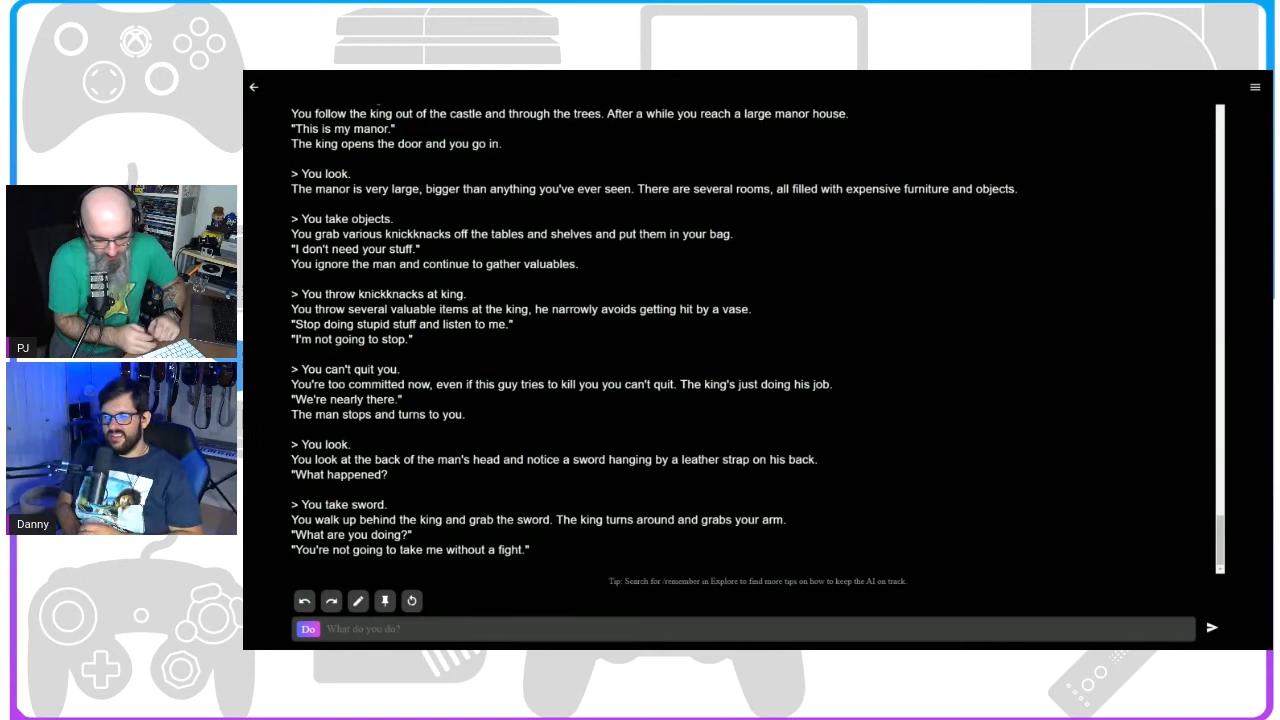 You follow the king out of the castle and through the trees. After a while you reach a large manor house.
"This is my manor."
The king opens the door and you go in.
> You look.
The manor is very large, bigger than anything you've ever seen. There are several rooms, all filled with expensive furniture and objects.
> You take objects.
You grab various knickknacks off the tables and shelves and put them in your bag.
"I don't need your stuff."
You ignore the man and continue to gather valuables.
> You throw knickknacks at king.
You throw several valuable items at the king, he narrowly avoids getting hit by a vase.
"Stop doing stupid stuff and listen to me."
"I'm not going to stop."
> You can't quit you.
You're too committed now, even if this guy tries to kill you you can't quit. The king's just doing his job.
"We're nearly there."
The man stops and turns to you.
> You look.
You look at the back of the man's head and notice a sword hanging by a leather strap on his back.
"What happened?
> You take sword.
You walk up behind the king and grab the sword. The king turns around and grabs your arm.
"What are you doing?"
"You're not going to take me without a fight."
Tip: Search for /remember in Explore to find more tips on how to keep the AI on track.
Do What do you do?
PJ
Danny